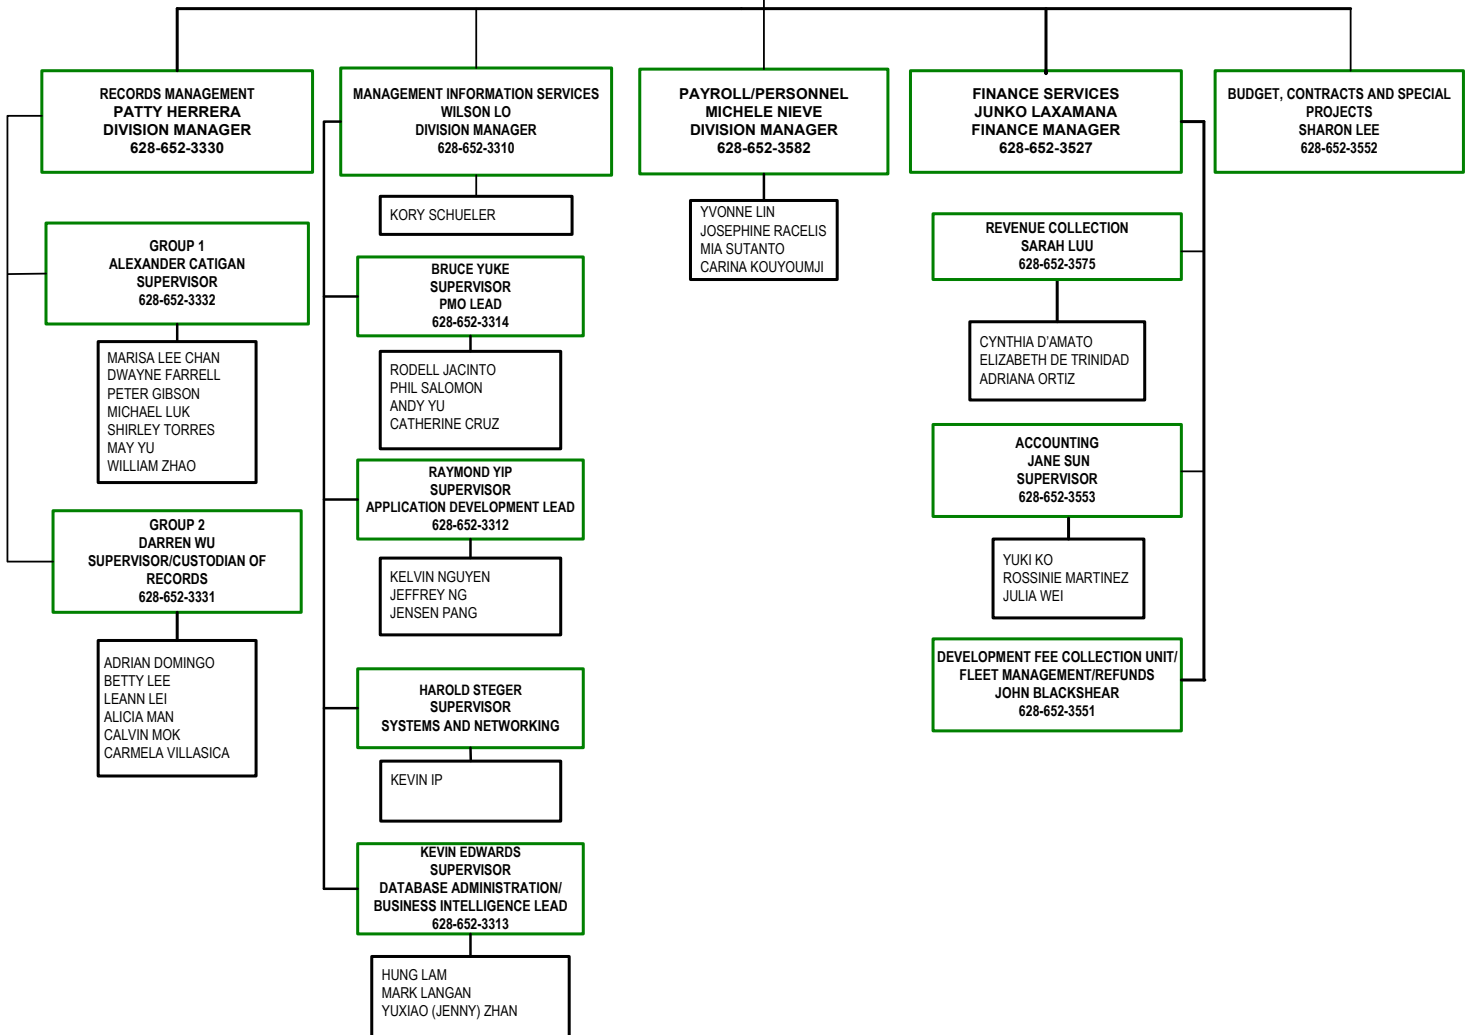 RECORDS MANAGEMENT
PATTY HERRERA
DIVISION MANAGER
628-652-3330
GROUP 1
ALEXANDER CATIGAN
SUPERVISOR
628-652-3332
MARISA LEE CHAN
DWAYNE FARRELL
PETER GIBSON
MICHAEL LUK
SHIRLEY TORRES
MAY YU
WILLIAM ZHAO
GROUP 2
DARREN WU
SUPERVISOR/CUSTODIAN OF
RECORDS
628-652-3331
ADRIAN DOMINGO
BETTY LEE
LEANN LEI
ALICIA MAN
CALVIN MOK
CARMELA VILLASICA
MANAGEMENT INFORMATION SERVICES
WILSON LO
DIVISION MANAGER
628-652-3310
KORY SCHUELER
BRUCE YUKE
SUPERVISOR
PMO LEAD
628-652-3314
RODELL JACINTO
PHIL SALOMON
ANDY YU
CATHERINE CRUZ
RAYMOND YIP
SUPERVISOR
APPLICATION DEVELOPMENT LEAD
628-652-3312
KELVIN NGUYEN
JEFFREY NG
JENSEN PANG
HAROLD STEGER
SUPERVISOR
SYSTEMS AND NETWORKING
KEVIN IP
KEVIN EDWARDS
SUPERVISOR
DATABASE ADMINISTRATION/
BUSINESS INTELLIGENCE LEAD
628-652-3313
HUNG LAM
MARK LANGAN
YUXIAO (JENNY) ZHAN
PAYROLL/PERSONNEL
MICHELE NIEVE
DIVISION MANAGER
628-652-3582
YVONNE LIN
JOSEPHINE RACELIS
MIA SUTANTO
CARINA KOUYOUMJI
FINANCE SERVICES
JUNKO LAXAMANA
FINANCE MANAGER
628-652-3527
REVENUE COLLECTION
SARAH LUU
628-652-3575
CYNTHIA D'AMATO
ELIZABETH DE TRINIDAD
ADRIANA ORTIZ
ACCOUNTING
JANE SUN
SUPERVISOR
628-652-3553
YUKI KO
ROSSINIE MARTINEZ
JULIA WEI
DEVELOPMENT FEE COLLECTION UNIT/
FLEET MANAGEMENT/REFUNDS
JOHN BLACKSHEAR
628-652-3551
BUDGET, CONTRACTS AND SPECIAL
PROJECTS
SHARON LEE
628-652-3552